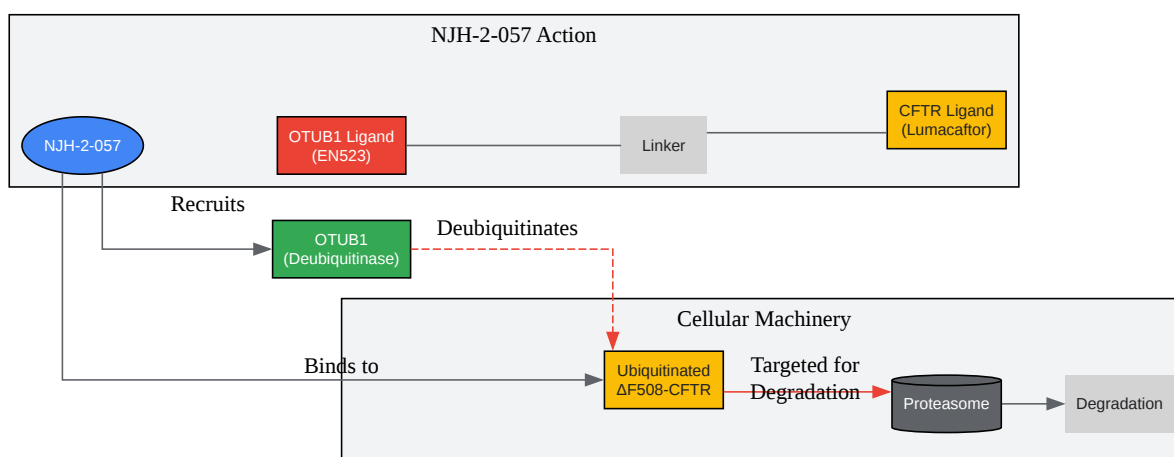 NJH-2-057 Action
NJH-2-057
OTUB1 Ligand
(EN523)
Linker
CFTR Ligand
(Lumacaftor)
Recruits
OTUB1
(Deubiquitinase)
Deubiquitinates
Cellular Machinery
Binds to
Ubiquitinated
ΔF508-CFTR
Targeted for
Degradation
Proteasome
Degradation